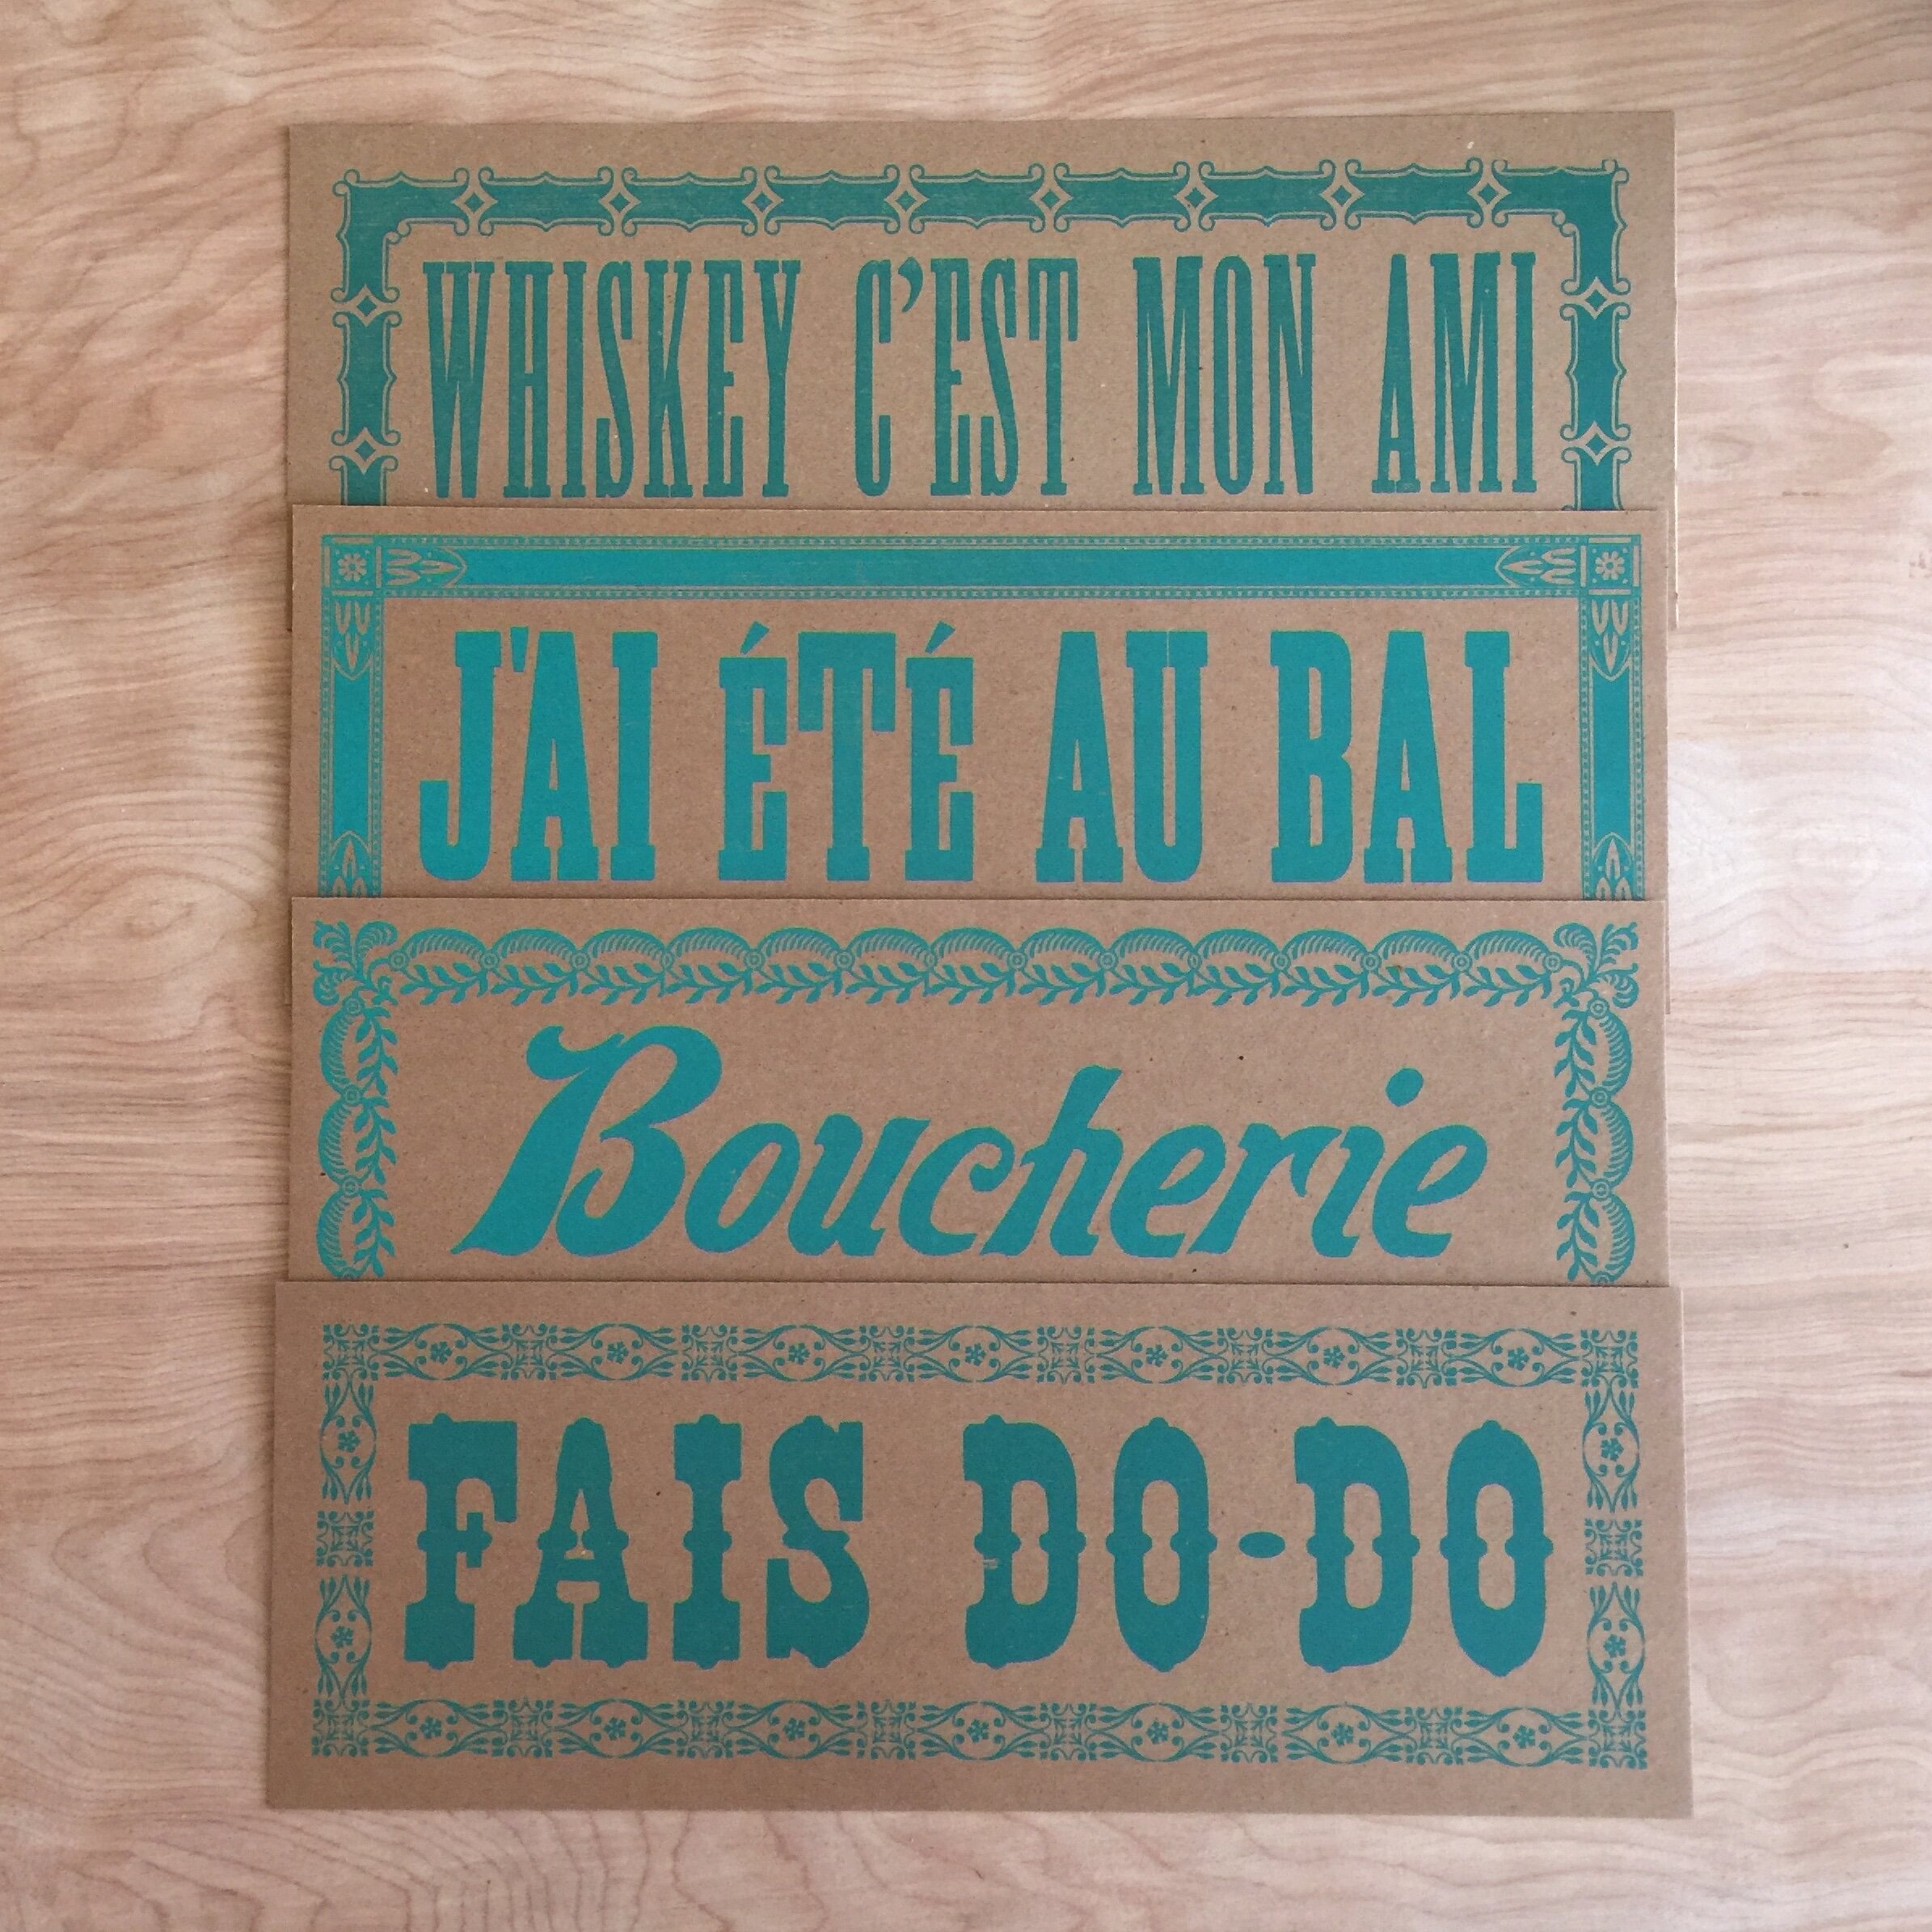 WHISKEY C'EST MON AMI
J'AI ÉTÉ AU BAL
Boucherie
FAIS DO-DO